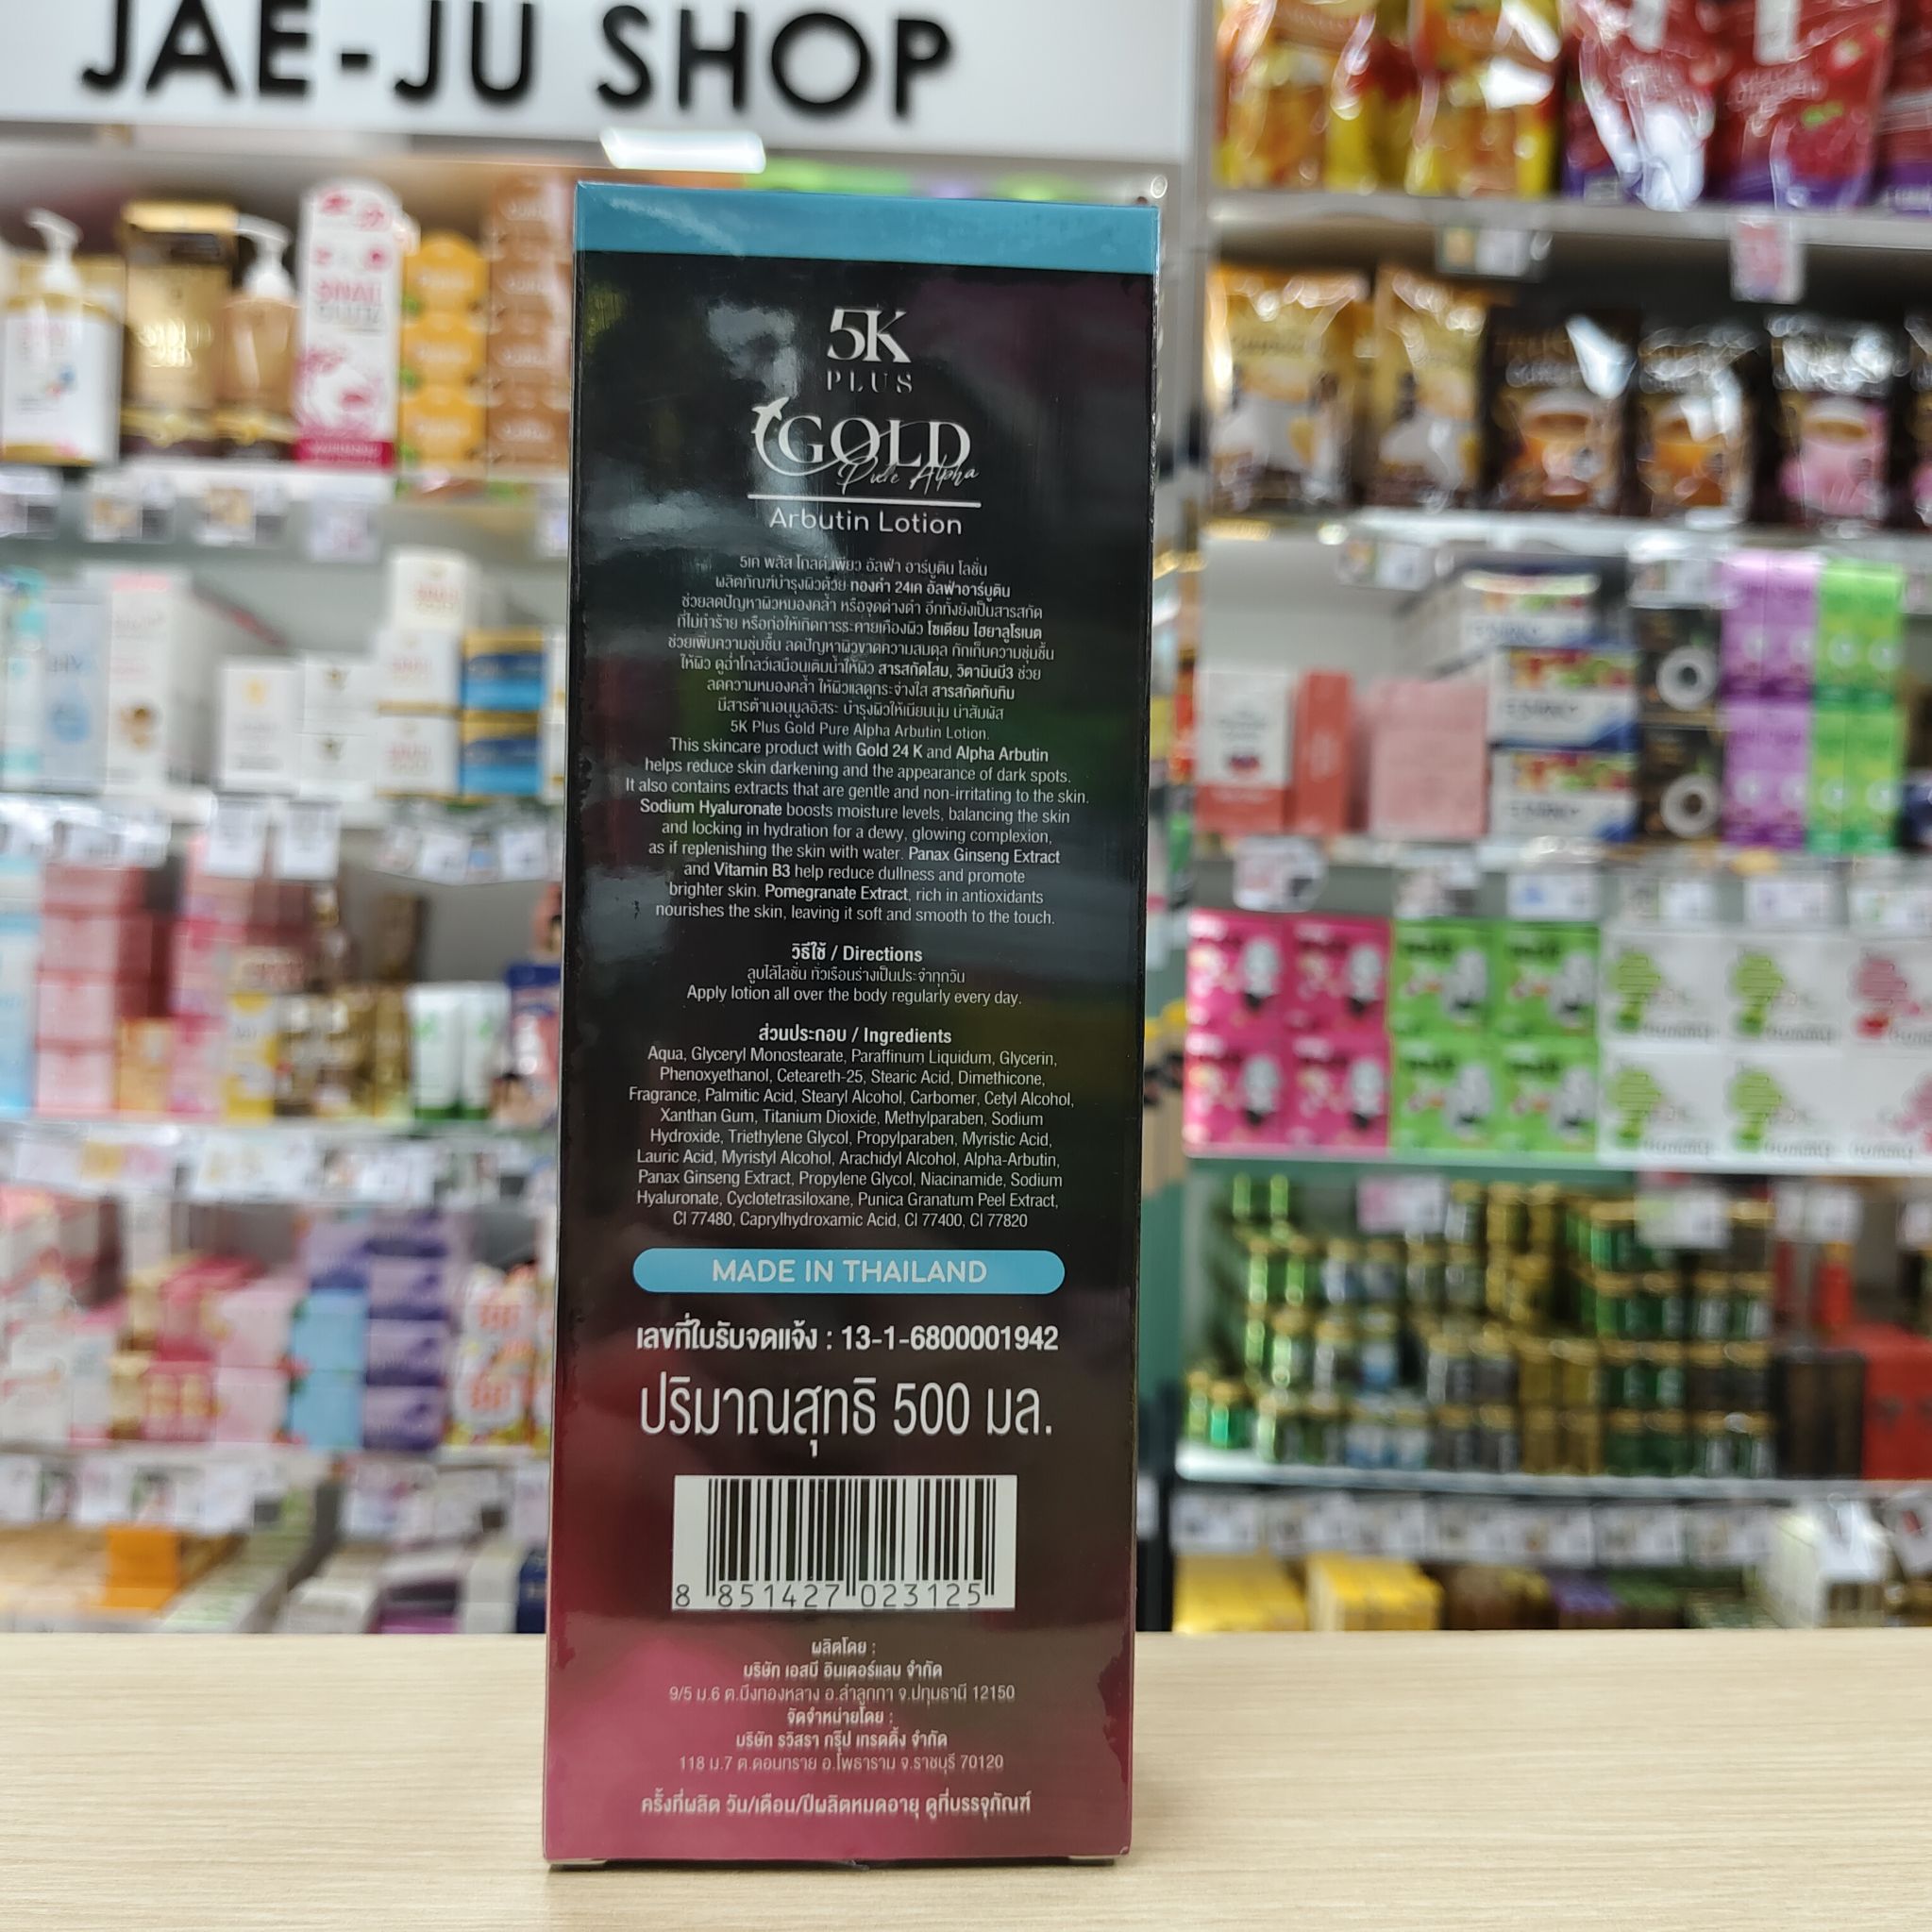 JAE-JU SHOP
5K
PLUS
GOLD
Pure Alpha
Arbutin Lotion
5เค พลัส โกลด์ เพียว อัลฟ่า อาร์บูติน โลชั่น
ผลิตภัณฑ์บำรุงผิวด้วย ทองคำ 24เค อัลฟ่าอาร์บูติน
ช่วยลดปัญหาผิวหมองคล้ำ หรือจุดด่างดำ อีกทั้งยังเป็นสารสกัด
ที่ไม่ทำร้าย หรือก่อให้เกิดการระคายเคืองผิว โซเดียม ไฮยาลูโรเนต
ช่วยเพิ่มความชุ่มชื้น ลดปัญหาผิวขาดความสมดุล กักเก็บความชุ่มชื้น
ให้ผิว ดูฉ่ำโกลว์เสมือนเติมน้ำให้ผิว สารสกัดโสม, วิตามินบี3 ช่วย
ลดความหมองคล้ำ ให้ผิวแลดูกระจ่างใส สารสกัดทับทิม
มีสารต้านอนุมูลอิสระ บำรุงผิวให้เนียนนุ่ม น่าสัมผัส
5K Plus Gold Pure Alpha Arbutin Lotion.
This skincare product with Gold 24 K and Alpha Arbutin
helps reduce skin darkening and the appearance of dark spots.
It also contains extracts that are gentle and non-irritating to the skin.
Sodium Hyaluronate boosts moisture levels, balancing the skin
and locking in hydration for a dewy, glowing complexion,
as if replenishing the skin with water. Panax Ginseng Extract
and Vitamin B3 help reduce dullness and promote
brighter skin. Pomegranate Extract, rich in antioxidants
nourishes the skin, leaving it soft and smooth to the touch.
วิธีใช้ / Directions
ลูบไล้โลชั่น ทั่วเรือนร่างเป็นประจำทุกวัน
Apply lotion all over the body regularly every day.
ส่วนประกอบ / Ingredients
Aqua, Glyceryl Monostearate, Paraffinum Liquidum, Glycerin,
Phenoxyethanol, Ceteareth-25, Stearic Acid, Dimethicone,
Fragrance, Palmitic Acid, Stearyl Alcohol, Carbomer, Cetyl Alcohol,
Xanthan Gum, Titanium Dioxide, Methylparaben, Sodium
Hydroxide, Triethylene Glycol, Propylparaben, Myristic Acid,
Lauric Acid, Myristyl Alcohol, Arachidyl Alcohol, Alpha-Arbutin,
Panax Ginseng Extract, Propylene Glycol, Niacinamide, Sodium
Hyaluronate, Cyclotetrasiloxane, Punica Granatum Peel Extract,
CI 77480, Caprylhydroxamic Acid, CI 77400, CI 77820
MADE IN THAILAND
เลขที่ใบรับจดแจ้ง : 13-1-6800001942
ปริมาณสุทธิ 500 มล.
8 851427 023125
ผลิตโดย :
บริษัท เอสบี อินเตอร์แลบ จำกัด
9/5 ม.6 ต.บึงทองหลาง อ.ลำลูกกา จ.ปทุมธานี 12150
จัดจำหน่ายโดย :
บริษัท รวิสรา กรุ๊ป เทรดดิ้ง จำกัด
118 ม.7 ต.ดอนทราย อ.โพธาราม จ.ราชบุรี 70120
ครั้งที่ผลิต วัน/เดือน/ปีผลิตหมดอายุ ดูที่บรรจุภัณฑ์